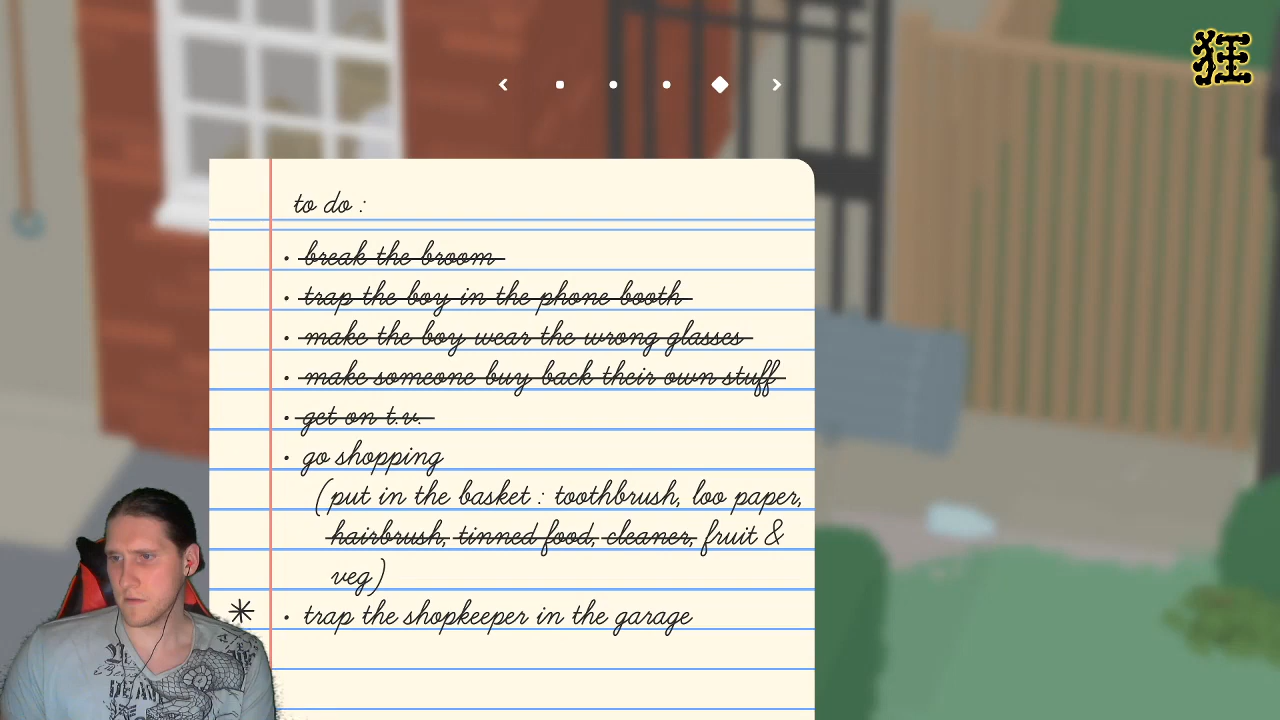 狂
to do :
• break the broom
• trap the boy in the phone booth
• make the boy wear the wrong glasses
• make someone buy back their own stuff
• get on t.v.
• go shopping
(put in the basket : toothbrush, loo paper,
hairbrush, tinned food, cleaner, fruit &
veg)
* • trap the shopkeeper in the garage